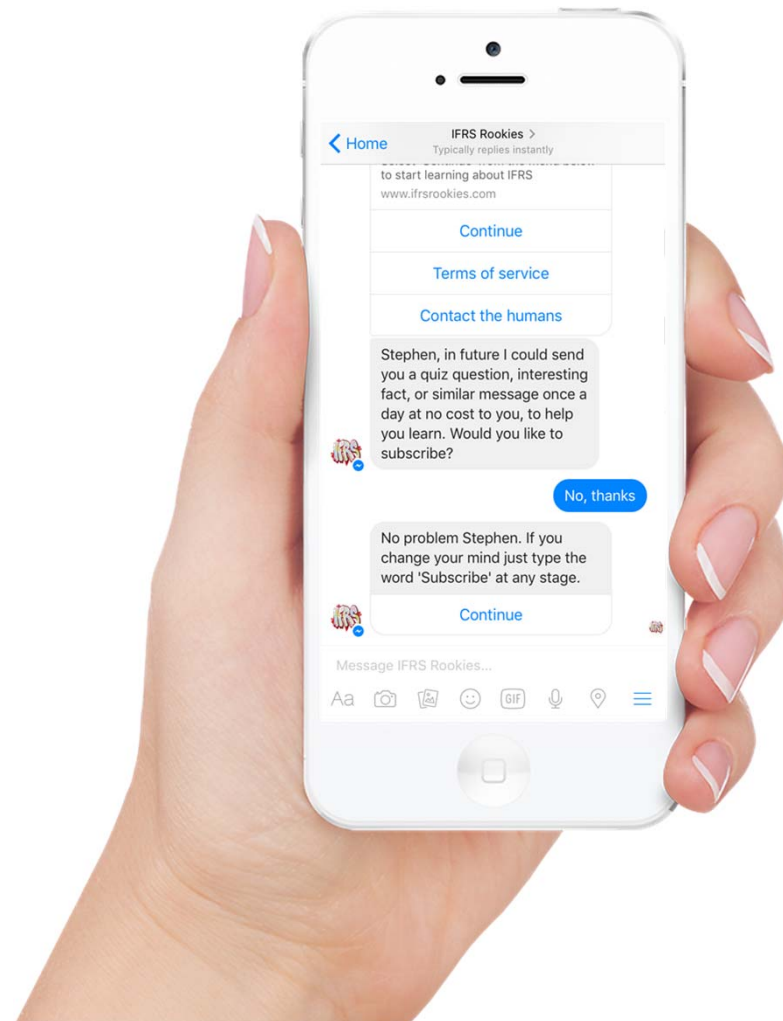 Home
IFRS Rookies >
Typically replies instantly
to start learning about IFRS
www.ifrsrookies.com
Continue
Terms of service
Contact the humans
Stephen, in future I could send
you a quiz question, interesting
fact, or similar message once a
day at no cost to you, to help
you learn. Would you like to
subscribe?
IFRS
No, thanks
No problem Stephen. If you
change your mind just type the
word 'Subscribe' at any stage.
IFRS
Continue
Message IFRS Rookies...
Aa
GIF